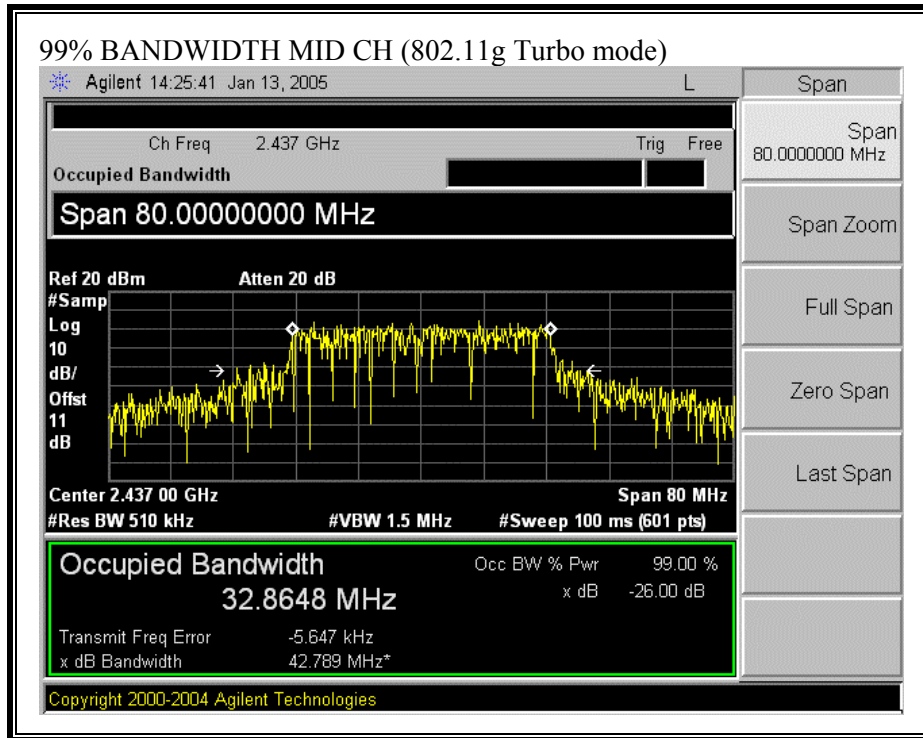 99% BANDWIDTH MID CH (802.11g Turbo mode)
Agilent 14:25:41 Jan 13, 2005 L Span
Ch Freq 2.437 GHz Trig Free
Occupied Bandwidth
Span 80.00000000 MHz
Ref 20 dBm Atten 20 dB
#Samp
Log
10
dB/
Offst
11
dB
Center 2.437 00 GHz Span 80 MHz
#Res BW 510 kHz #VBW 1.5 MHz #Sweep 100 ms (601 pts)
Occupied Bandwidth Occ BW % Pwr 99.00 %
32.8648 MHz x dB -26.00 dB
Transmit Freq Error -5.647 kHz
x dB Bandwidth 42.789 MHz*
Copyright 2000-2004 Agilent Technologies
Span
80.0000000 MHz
Span Zoom
Full Span
Zero Span
Last Span